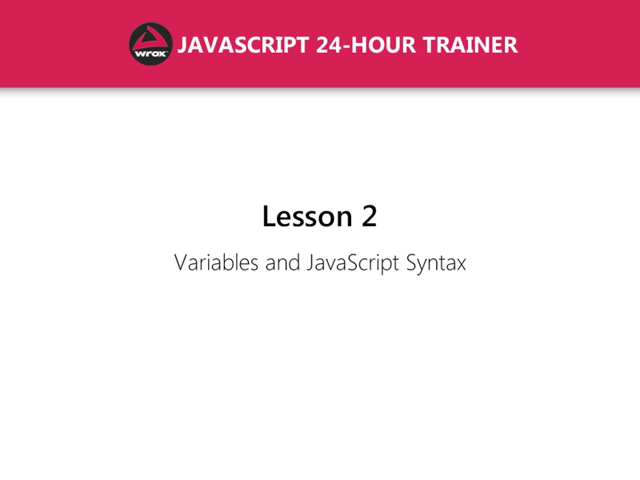 wrox
JAVASCRIPT 24-HOUR TRAINER
Lesson 2
Variables and JavaScript Syntax